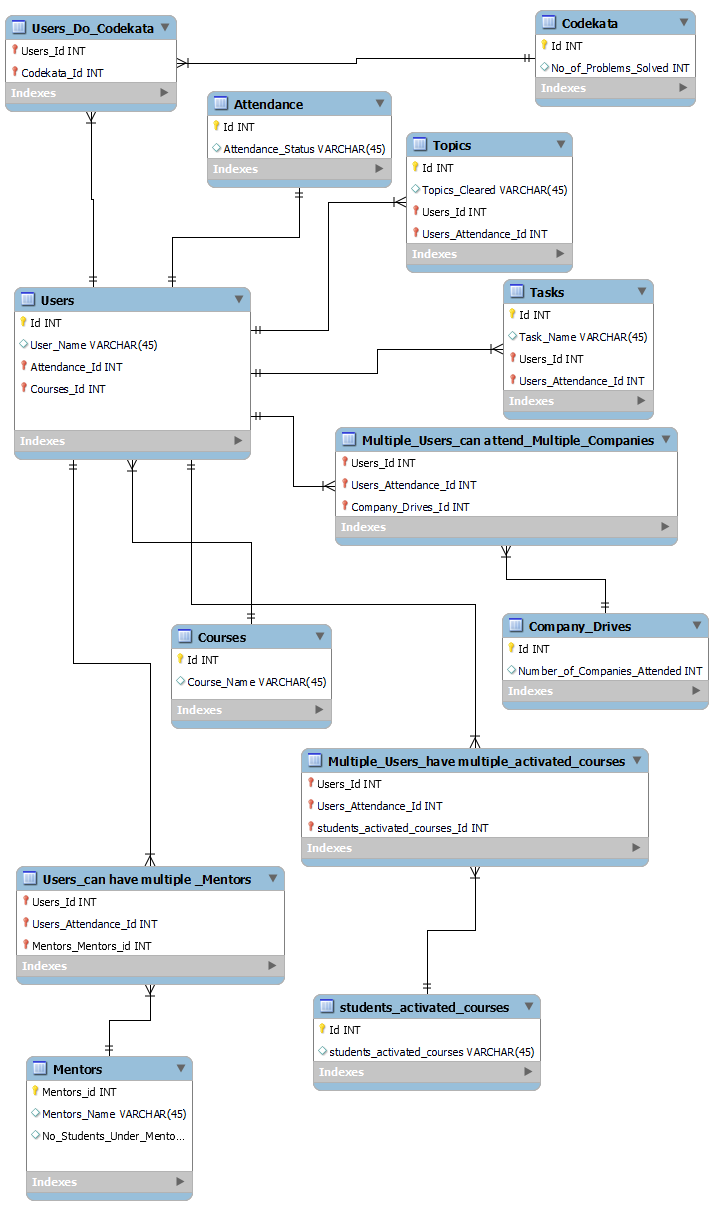 Users_Do_Codekata
Users_Id INT
Codekata_Id INT
Indexes
Codekata
Id INT
No_of_Problems_Solved INT
Indexes
Attendance
Id INT
Attendance_Status VARCHAR(45)
Indexes
Topics
Id INT
Topics_Cleared VARCHAR(45)
Users_Id INT
Users_Attendance_Id INT
Indexes
Users
Id INT
User_Name VARCHAR(45)
Attendance_Id INT
Courses_Id INT
Indexes
Tasks
Id INT
Task_Name VARCHAR(45)
Users_Id INT
Users_Attendance_Id INT
Indexes
Multiple_Users_can attend_Multiple_Companies
Users_Id INT
Users_Attendance_Id INT
Company_Drives_Id INT
Indexes
Company_Drives
Id INT
Number_of_Companies_Attended INT
Indexes
Courses
Id INT
Course_Name VARCHAR(45)
Indexes
Multiple_Users_have multiple_activated_courses
Users_Id INT
Users_Attendance_Id INT
students_activated_courses_Id INT
Indexes
Users_can have multiple _Mentors
Users_Id INT
Users_Attendance_Id INT
Mentors_Mentors_id INT
Indexes
students_activated_courses
Id INT
students_activated_courses VARCHAR(45)
Indexes
Mentors
Mentors_id INT
Mentors_Name VARCHAR(45)
No_Students_Under_Mento...
Indexes